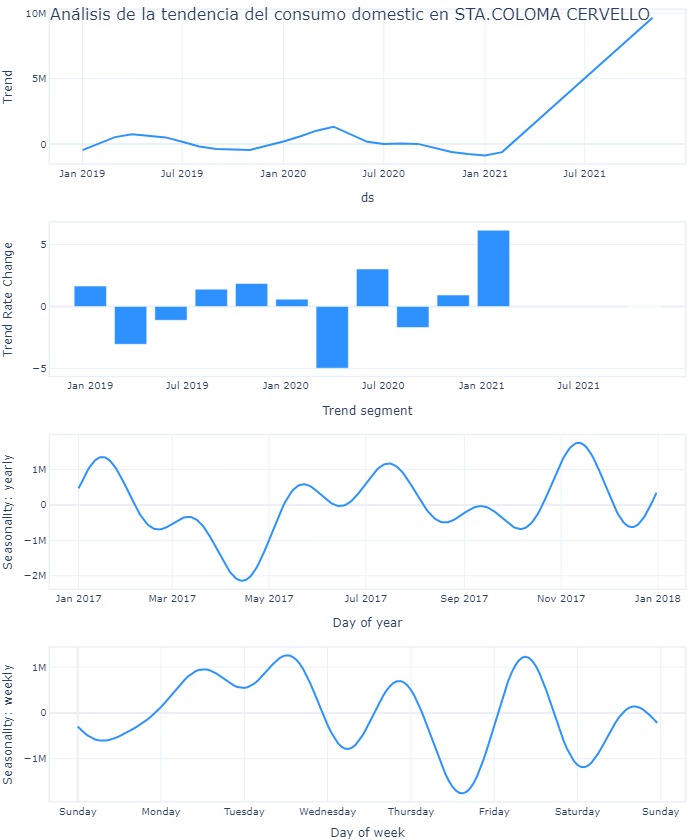 Análisis de la tendencia del consumo domestic en STA.COLOMA CERVELLO
10M
5M
0
Trend
Jan 2019 Jul 2019 Jan 2020 Jul 2020 Jan 2021 Jul 2021
ds
5
0
−5
Trend Rate Change
Jan 2019 Jul 2019 Jan 2020 Jul 2020 Jan 2021 Jul 2021
Trend segment
1M
0
−1M
−2M
Seasonality: yearly
Jan 2017 Mar 2017 May 2017 Jul 2017 Sep 2017 Nov 2017 Jan 2018
Day of year
1M
0
−1M
Seasonality: weekly
Sunday Monday Tuesday Wednesday Thursday Friday Saturday Sunday
Day of week